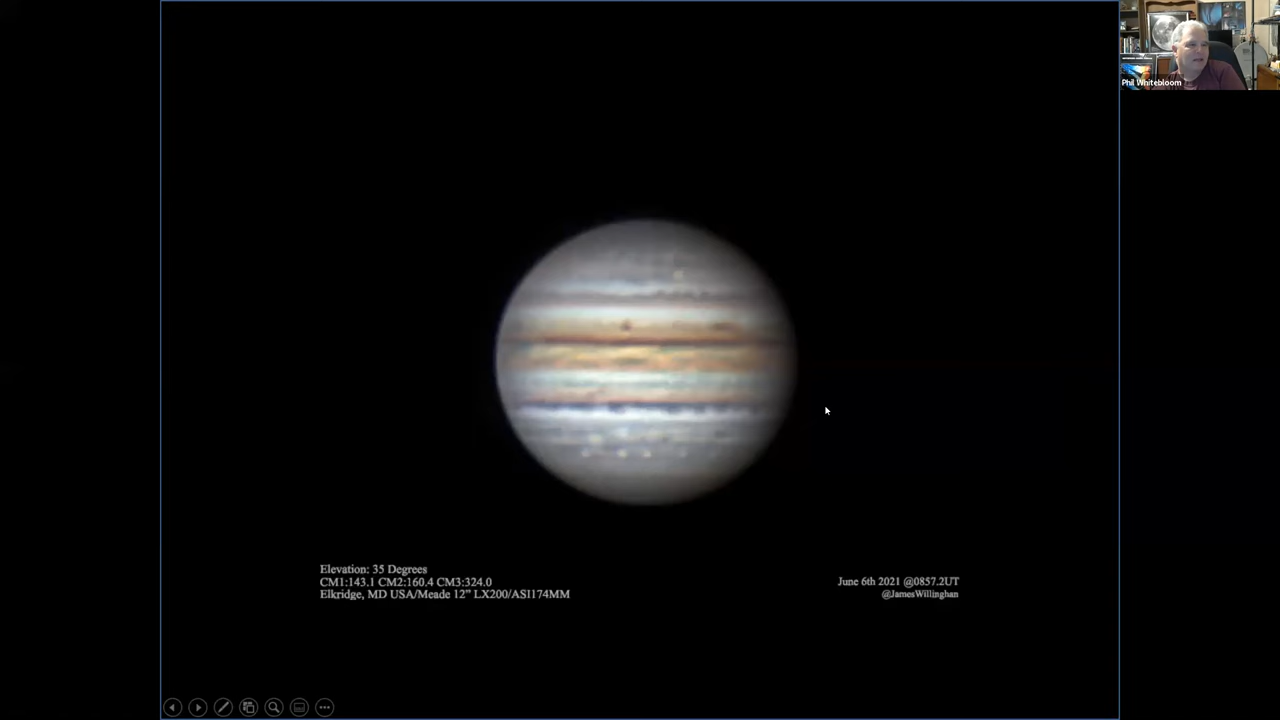 Phil Whitebloom
Elevation: 35 Degrees
CM1:143.1 CM2:160.4 CM3:324.0
Elkridge, MD USA/Meade 12” LX200/ASI174MM
June 6th 2021 @0857.2UT
@JamesWillinghan